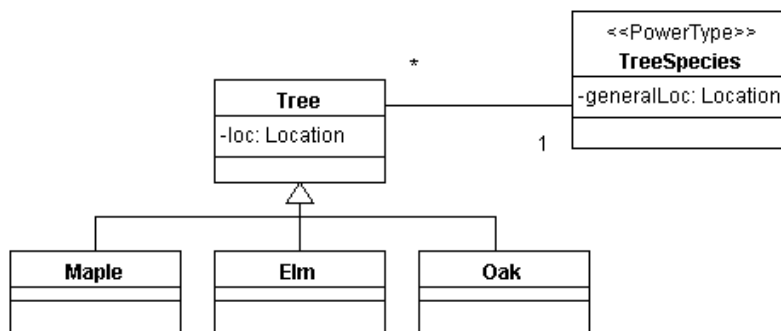 <<PowerType>>
TreeSpecies
-generalLoc: Location
*
Tree
-loc: Location
1
Maple
Elm
Oak